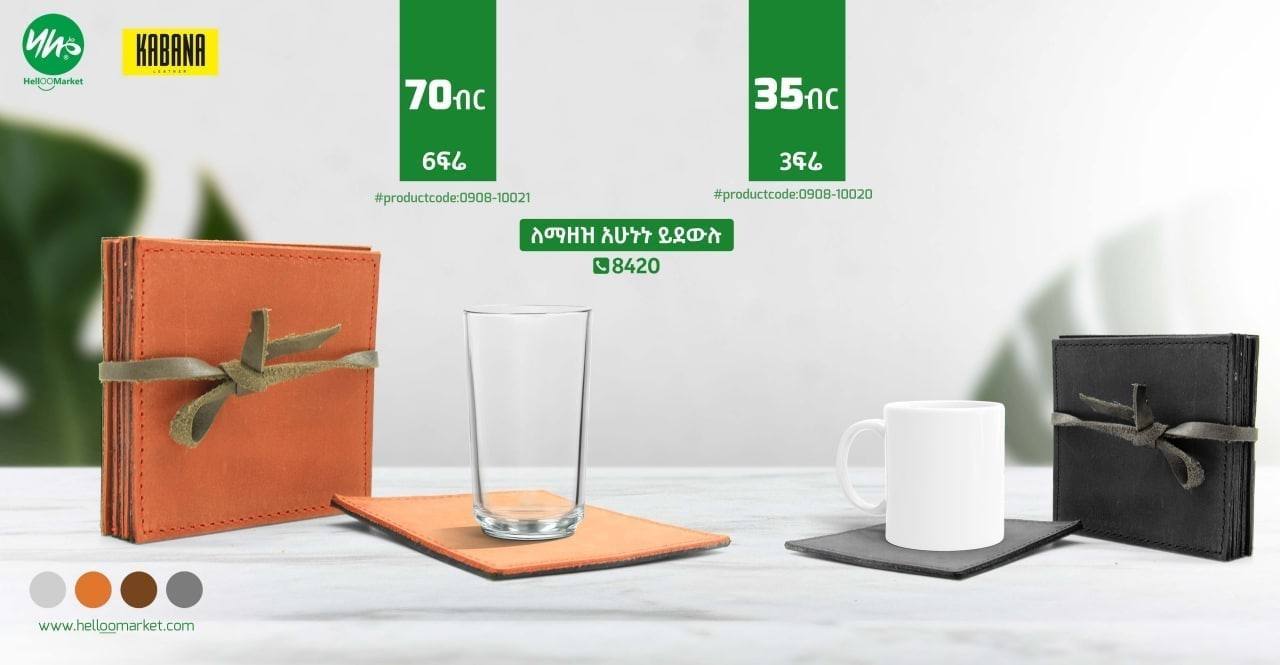 ካሉ
HellOOMarket
KABANA
LEATHER
70ብር
6ፍሬ
#productcode:0908-10021
35ብር
3ፍሬ
#productcode:0908-10020
ለማዘዝ አሁኑኑ ይደውሉ
8420
www.helloomarket.com